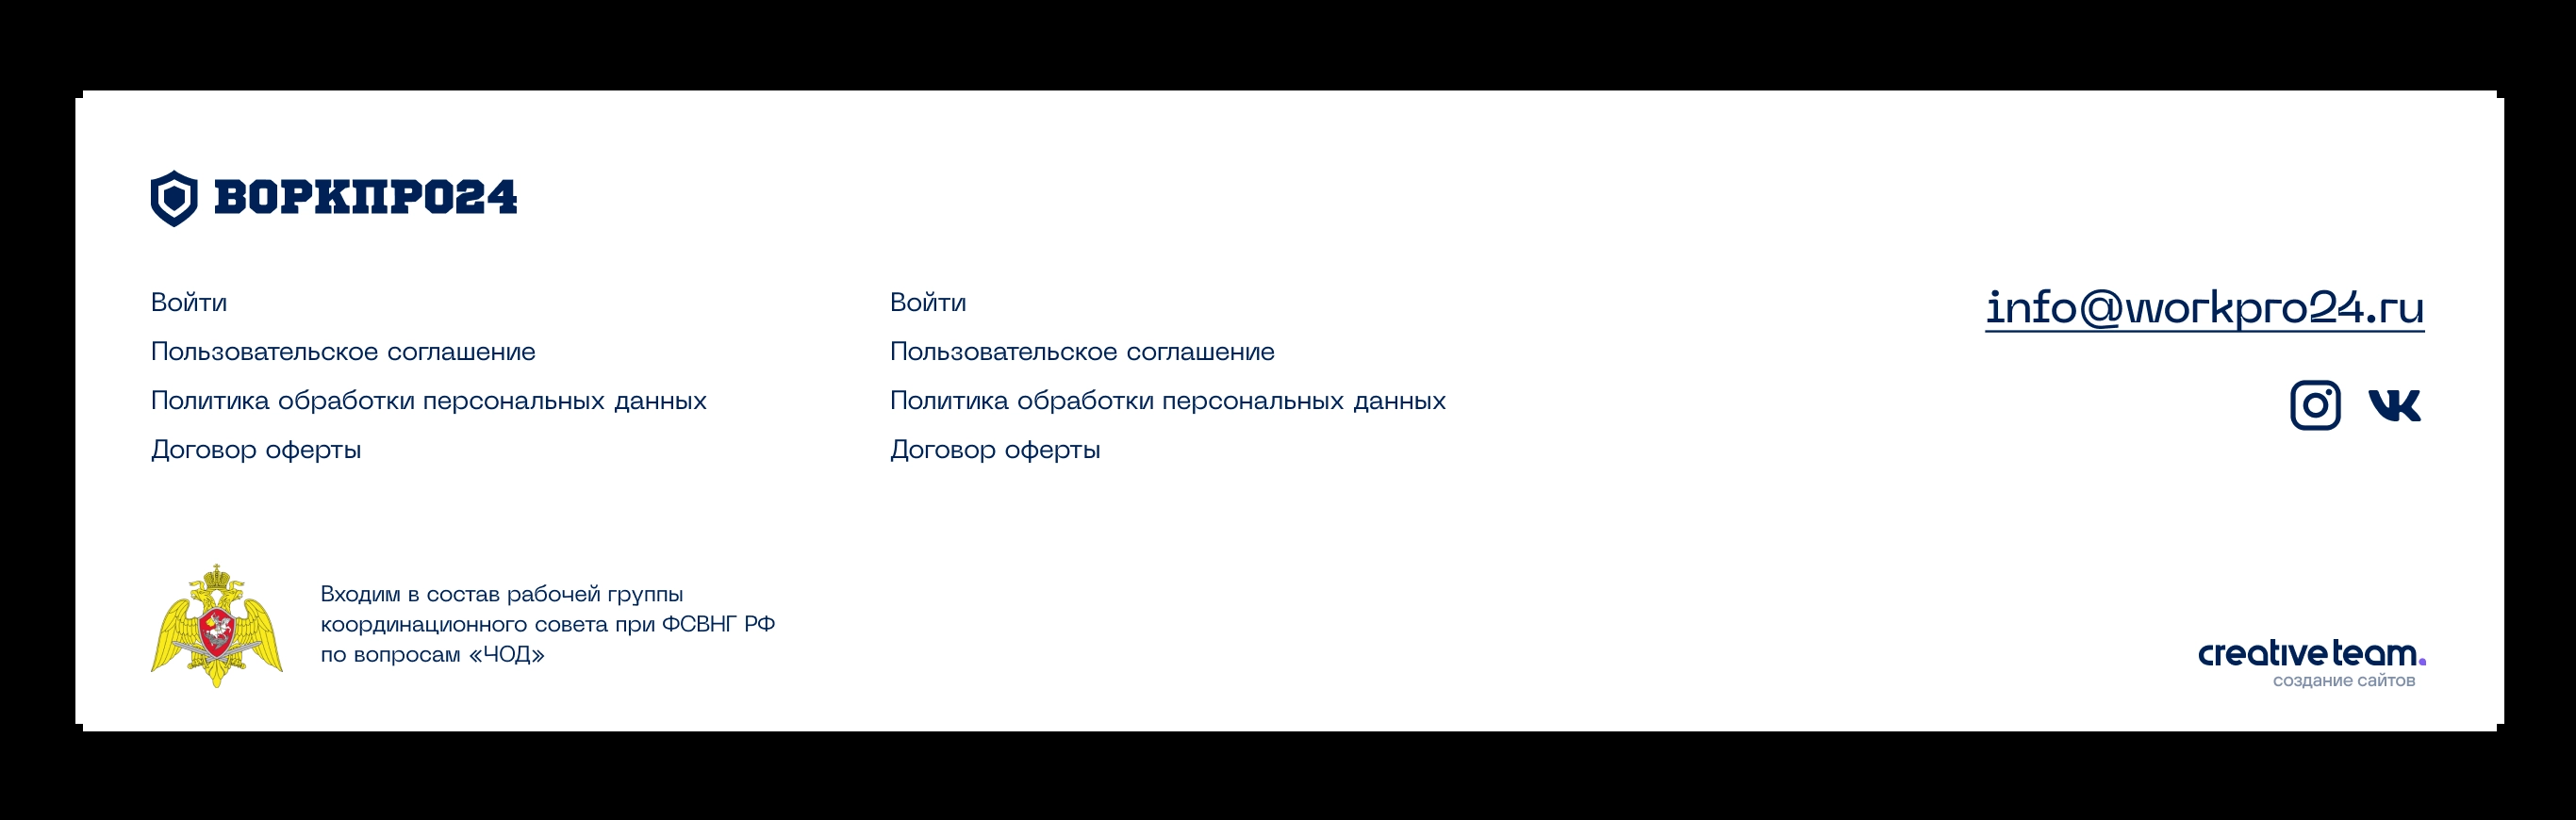 ВОРКПРО24
Войти
Пользовательское соглашение
Политика обработки персональных данных
Договор оферты
Войти
Пользовательское соглашение
Политика обработки персональных данных
Договор оферты
info@workpro24.ru
Входим в состав рабочей группы
координационного совета при ФСВНГ РФ
по вопросам «ЧОД»
creative team.
создание сайтов